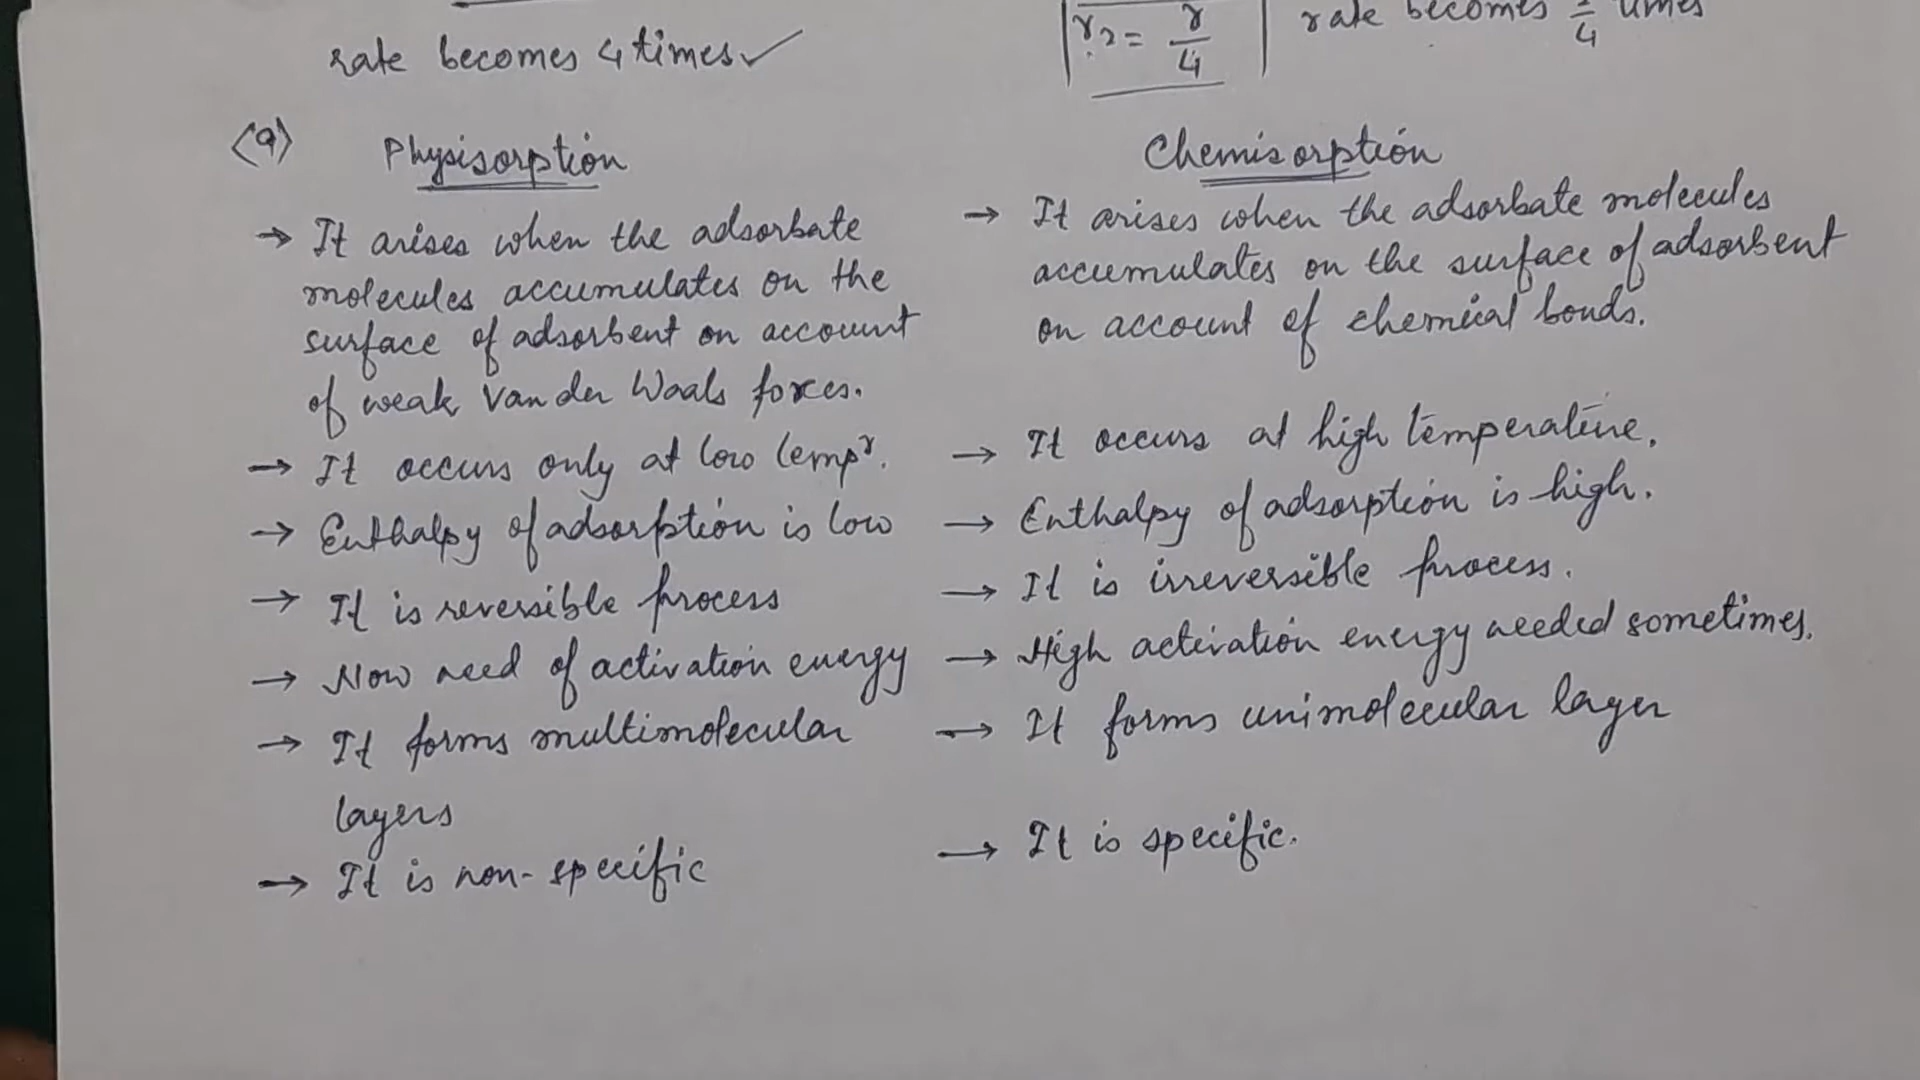 rate becomes 4 times✓
r₂ = r/4
rate becomes /4 times
(9)
Physisorption
→ It arises when the adsorbate
molecules accumulates on the
surface of adsorbent on account
of weak Van der Waals forces.
→ It occurs only at low tempr.
→ Enthalpy of adsorption is low
→ It is reversible process
→ Now need of activation energy
→ It forms multimolecular
layers
→ It is non-specific
Chemisorption
→ It arises when the adsorbate molecules
accumulates on the surface of adsorbent
on account of chemical bonds.
→ It occurs at high temperature.
→ Enthalpy of adsorption is high.
→ It is irreversible process.
→ High activation energy needed sometimes.
→ It forms unimolecular layer
→ It is specific.